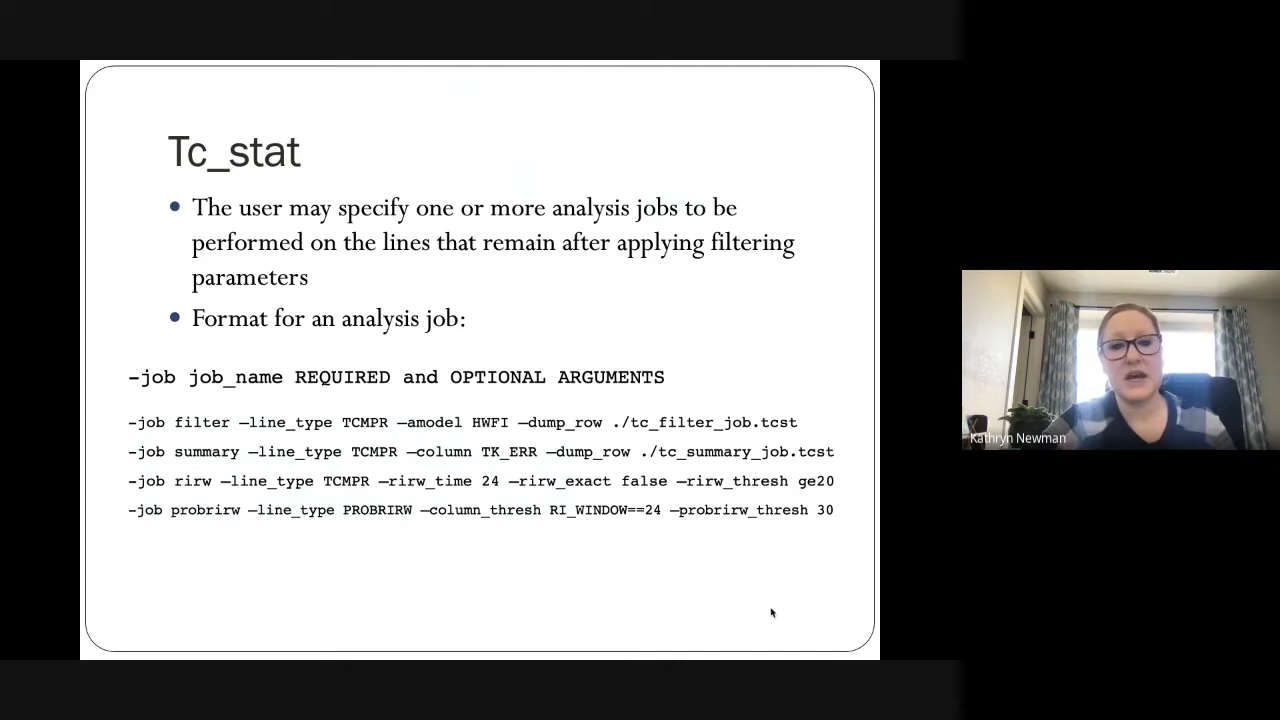 Tc_stat
• The user may specify one or more analysis jobs to be
performed on the lines that remain after applying filtering
parameters
• Format for an analysis job:
–job job_name REQUIRED and OPTIONAL ARGUMENTS
-job filter –line_type TCMPR –amodel HWFI –dump_row ./tc_filter_job.tcst
-job summary –line_type TCMPR –column TK_ERR –dump_row ./tc_summary_job.tcst
-job rirw –line_type TCMPR –rirw_time 24 –rirw_exact false –rirw_thresh ge20
-job probrirw –line_type PROBRIRW –column_thresh RI_WINDOW==24 –probrirw_thresh 30
Kathryn Newman